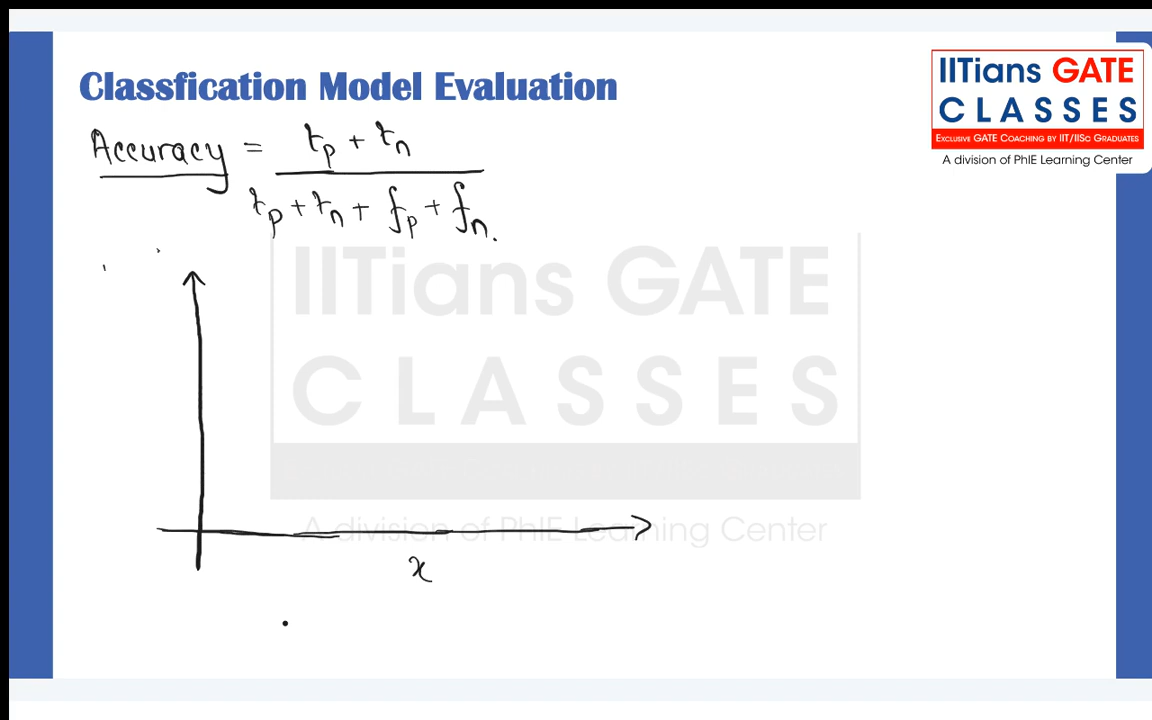 Classfication Model Evaluation
IITians GATE
CLASSES
EXCLUSIVE GATE COACHING BY IIT/IISc GRADUATES
A division of PhIE Learning Center
Accuracy = tp + tn
tp + tn + fp + fn.
IITians GATE
CLASSES
A division of PhIE Learning Center
x